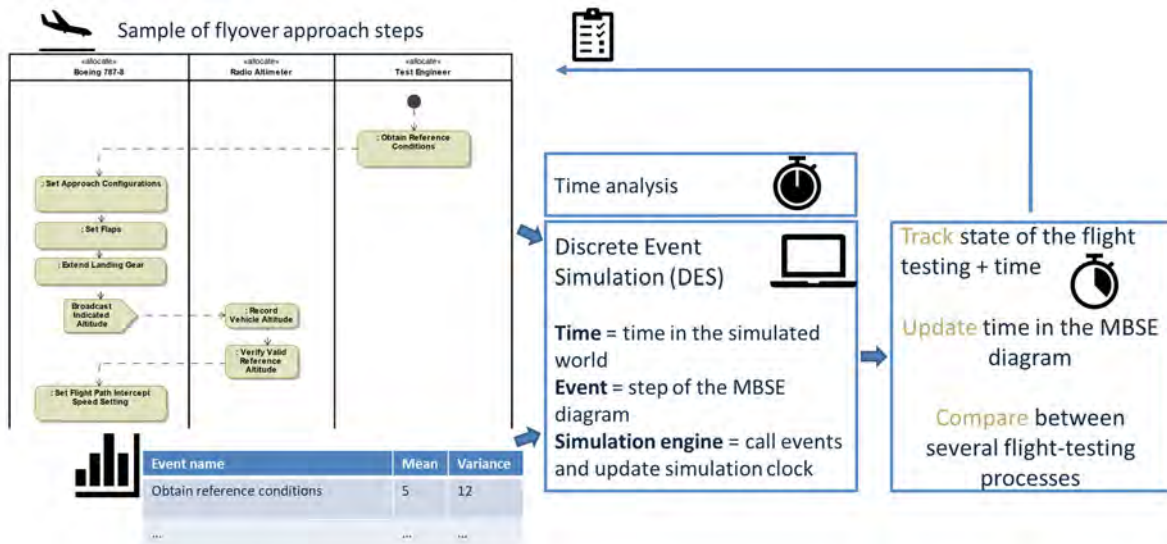 Sample of flyover approach steps
«allocate»
Boeing 787-8
«allocate»
Radio Altimeter
«allocate»
Test Engineer
: Obtain Reference
Conditions
: Set Approach Configurations
: Set Flaps
: Extend Landing Gear
Broadcast
Indicated
Altitude
: Record
Vehicle Altitude
: Verify Valid
Reference
Altitude
: Set Flight Path Intercept
Speed Setting
Event name Mean Variance
Obtain reference conditions 5 12
... ... ...
Time analysis
Discrete Event
Simulation (DES)
Time = time in the simulated
world
Event = step of the MBSE
diagram
Simulation engine = call events
and update simulation clock
Track state of the flight
testing + time
Update time in the MBSE
diagram
Compare between
several flight-testing
processes